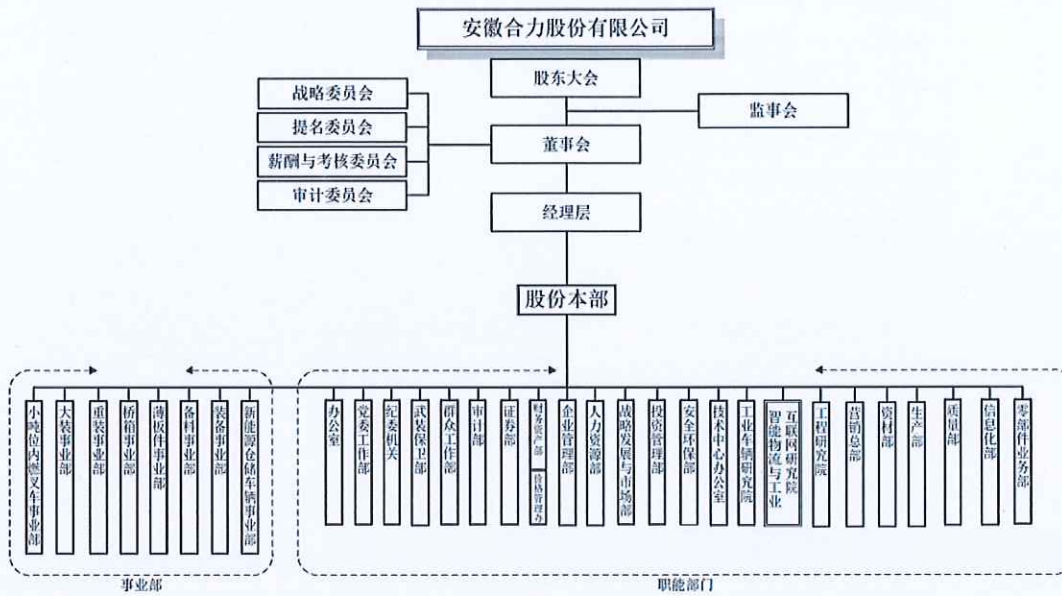 安徽合力股份有限公司
股东大会
战略委员会
提名委员会
薪酬与考核委员会
审计委员会
监事会
董事会
经理层
股份本部
小吨位内燃叉车事业部
大装事业部
重装事业部
桥箱事业部
薄板件事业部
备料事业部
装备事业部
新能源仓储车辆事业部
办公室
党委工作部
纪委机关
武装保卫部
群众工作部
审计部
证券部
财务资产部
价格管理办
企业管理部
人力资源部
战略发展与市场部
投资管理部
安全环保部
技术中心办公室
工业车辆研究院
智能物流与工业
互联网研究院
工程研究院
营销总部
资材部
生产部
质量部
信息化部
零部件业务部
事业部
职能部门